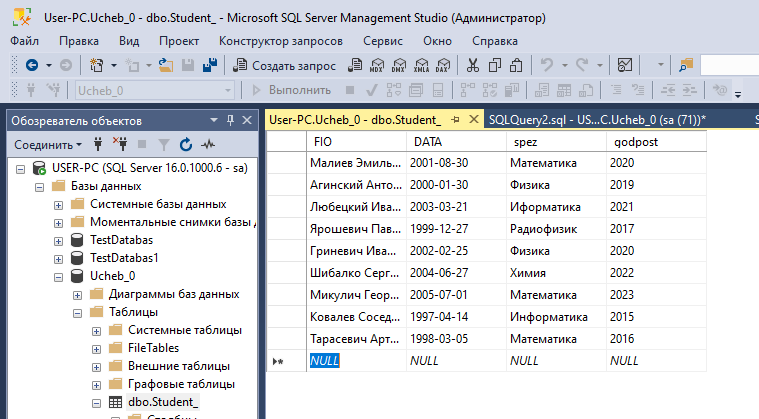 User-PC.Ucheb_0 - dbo.Student_ - Microsoft SQL Server Management Studio (Администратор)
Файл Правка Вид Проект Конструктор запросов Сервис Окно Справка
Создать запрос MDX DMX XMLA DAX
Ucheb_0 Выполнить
Обозреватель объектов
Соединить
USER-PC (SQL Server 16.0.1000.6 - sa)
Базы данных
Системные базы данных
Моментальные снимки базы д
TestDatabas
TestDatabas1
Ucheb_0
Диаграммы баз данных
Таблицы
Системные таблицы
FileTables
Внешние таблицы
Графовые таблицы
dbo.Student_
Столбцы
User-PC.Ucheb_0 - dbo.Student_ SQLQuery2.sql - US...C.Ucheb_0 (sa (71))* S
FIO DATA spez qodpost
Малиев Эмиль... 2001-08-30 Математика 2020
Агинский Анто... 2000-01-30 Физика 2019
Любецкий Ива... 2003-03-21 Иформатика 2021
Ярошевич Пав... 1999-12-27 Радиофизик 2017
Гриневич Ива... 2002-02-25 Физика 2020
Шибалко Серг... 2004-06-27 Химия 2022
Микулич Геор... 2005-07-01 Математика 2023
Ковалев Сосед... 1997-04-14 Информатика 2015
Тарасевич Арт... 1998-03-05 Математика 2016
NULL NULL NULL NULL